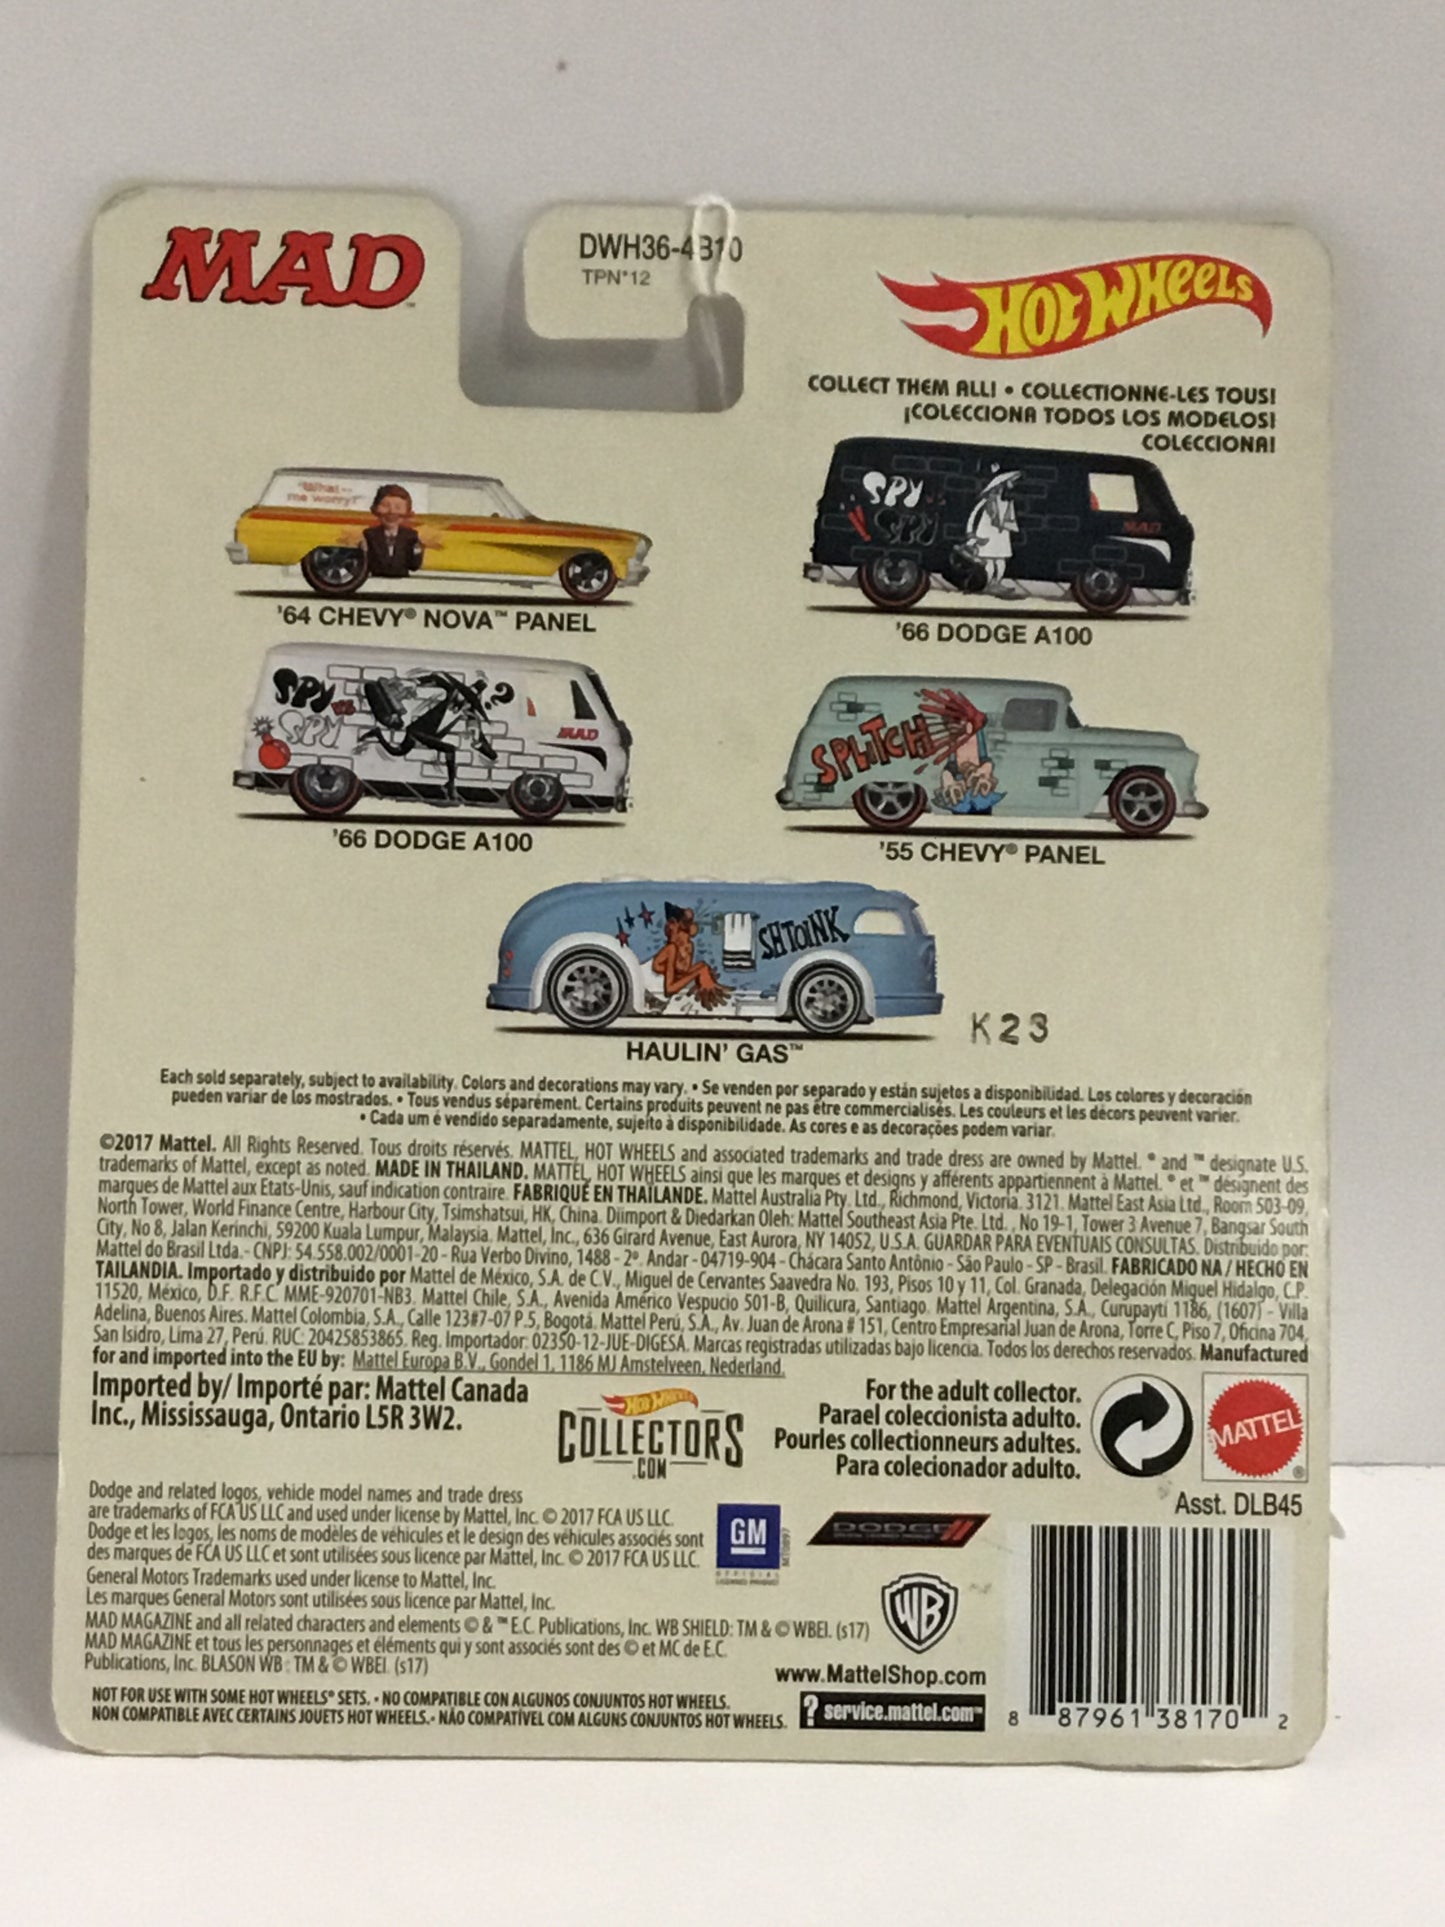 MAD™
DWH36-4B10
TPN*12
HOT WHEELS
COLLECT THEM ALL! • COLLECTIONNE-LES TOUS!
¡COLECCIONA TODOS LOS MODELOS!
COLECCIONA!
"What--
me worry?"
'64 CHEVY® NOVA™ PANEL
SPY
SPY
MAD
'66 DODGE A100
SPY
VS
SPY
?
MAD
'66 DODGE A100
SPLITCH
'55 CHEVY® PANEL
SHTOINK
HAULIN' GAS™
K23
Each sold separately, subject to availability. Colors and decorations may vary. • Se venden por separado y están sujetos a disponibilidad. Los colores y decoración
pueden variar de los mostrados. • Tous vendus séparément. Certains produits peuvent ne pas être commercialisés. Les couleurs et les décors peuvent varier.
• Cada um é vendido separadamente, sujeito à disponibilidade. As cores e as decorações podem variar.
©2017 Mattel. All Rights Reserved. Tous droits réservés. MATTEL, HOT WHEELS and associated trademarks and trade dress are owned by Mattel. ® and ™ designate U.S.
trademarks of Mattel, except as noted. MADE IN THAILAND. MATTEL, HOT WHEELS ainsi que les marques et designs y afférents appartiennent à Mattel. ® et ™ désignent des
marques de Mattel aux États-Unis, sauf indication contraire. FABRIQUÉ EN THAÏLANDE. Mattel Australia Pty. Ltd., Richmond, Victoria. 3121. Mattel East Asia Ltd., Room 503-09,
North Tower, World Finance Centre, Harbour City, Tsimshatsui, HK, China. Diimport & Diedarkan Oleh: Mattel Southeast Asia Pte. Ltd., No 19-1, Tower 3 Avenue 7, Bangsar South
City, No 8, Jalan Kerinchi, 59200 Kuala Lumpur, Malaysia. Mattel, Inc., 636 Girard Avenue, East Aurora, NY 14052, U.S.A. GUARDAR PARA EVENTUAIS CONSULTAS. Distribuído por:
Mattel do Brasil Ltda.- CNPJ: 54.558.002/0001-20 - Rua Verbo Divino, 1488 - 2º. Andar - 04719-904 - Chácara Santo Antônio - São Paulo - SP - Brasil. FABRICADO NA / HECHO EN
TAILANDIA. Importado y distribuido por Mattel de México, S.A. de C.V., Miguel de Cervantes Saavedra No. 193, Pisos 10 y 11, Col. Granada, Delegación Miguel Hidalgo, C.P.
11520, México, D.F. R.F.C. MME-920701-NB3. Mattel Chile, S.A., Avenida Américo Vespucio 501-B, Quilicura, Santiago. Mattel Argentina, S.A., Curupayti 1186, (1607) - Villa
Adelina, Buenos Aires. Mattel Colombia, S.A., Calle 123#7-07 P.5, Bogotá. Mattel Perú, S.A., Av. Juan de Arona # 151, Centro Empresarial Juan de Arona, Torre C, Piso 7, Oficina 704,
San Isidro, Lima 27, Perú. RUC: 20425853865. Reg. Importador: 02350-12-JUE-DIGESA. Marcas registradas utilizadas bajo licencia. Todos los derechos reservados. Manufactured
for and imported into the EU by: Mattel Europa B.V., Gondel 1, 1186 MJ Amstelveen, Nederland.
Imported by/ Importé par: Mattel Canada
Inc., Mississauga, Ontario L5R 3W2.
HOT WHEELS
COLLECTORS
.COM
For the adult collector.
Parael coleccionista adulto.
Pourles collectionneurs adultes.
Para colecionador adulto.
MATTEL®
Asst. DLB45
Dodge and related logos, vehicle model names and trade dress
are trademarks of FCA US LLC and used under license by Mattel, Inc. © 2017 FCA US LLC.
Dodge et les logos, les noms de modèles de véhicules et le design des véhicules associés sont
des marques de FCA US LLC et sont utilisées sous licence par Mattel, Inc. © 2017 FCA US LLC.
General Motors Trademarks used under license to Mattel, Inc.
Les marques General Motors sont utilisées sous licence par Mattel, Inc.
MAD MAGAZINE and all related characters and elements © & ™ E.C. Publications, Inc. WB SHIELD: TM & © WBEI. (s17)
MAD MAGAZINE et tous les personnages et éléments qui y sont associés sont des © et MC de E.C.
Publications, Inc. BLASON WB : TM & © WBEI. (s17)
GM
OFFICIAL
LICENSED PRODUCT
DODGE
WB
www.MattelShop.com
? service.mattel.com™
NOT FOR USE WITH SOME HOT WHEELS® SETS. • NO COMPATIBLE CON ALGUNOS CONJUNTOS HOT WHEELS.
NON COMPATIBLE AVEC CERTAINS JOUETS HOT WHEELS. • NÃO COMPATÍVEL COM ALGUNS CONJUNTOS HOT WHEELS.
8 87961 38170 2